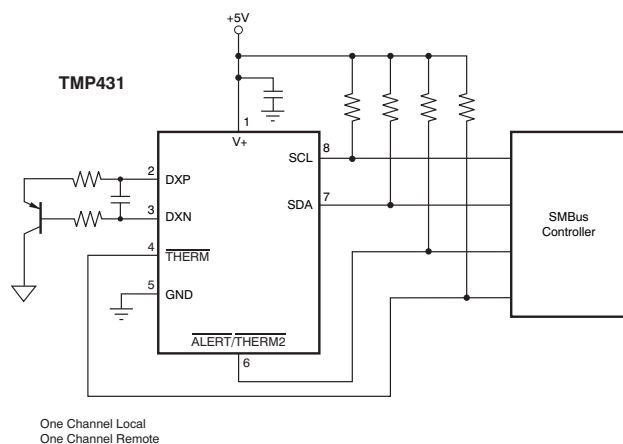 +5V
TMP431
1
V+
8
SCL
2
DXP
7
SDA
3
DXN
SMBus
Controller
4
THERM
5
GND
ALERT/THERM2
6
One Channel Local
One Channel Remote